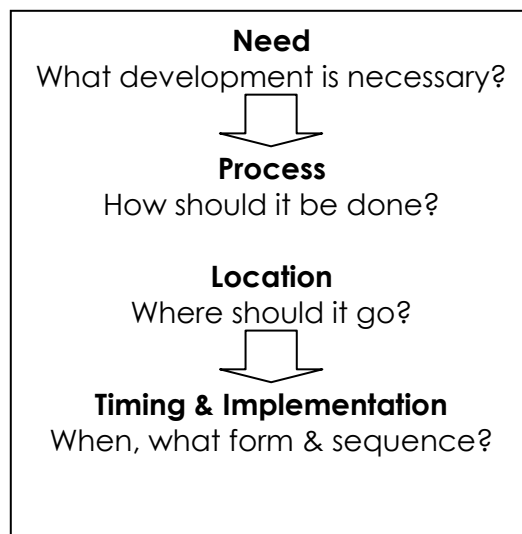 Need
What development is necessary?
Process
How should it be done?
Location
Where should it go?
Timing & Implementation
When, what form & sequence?